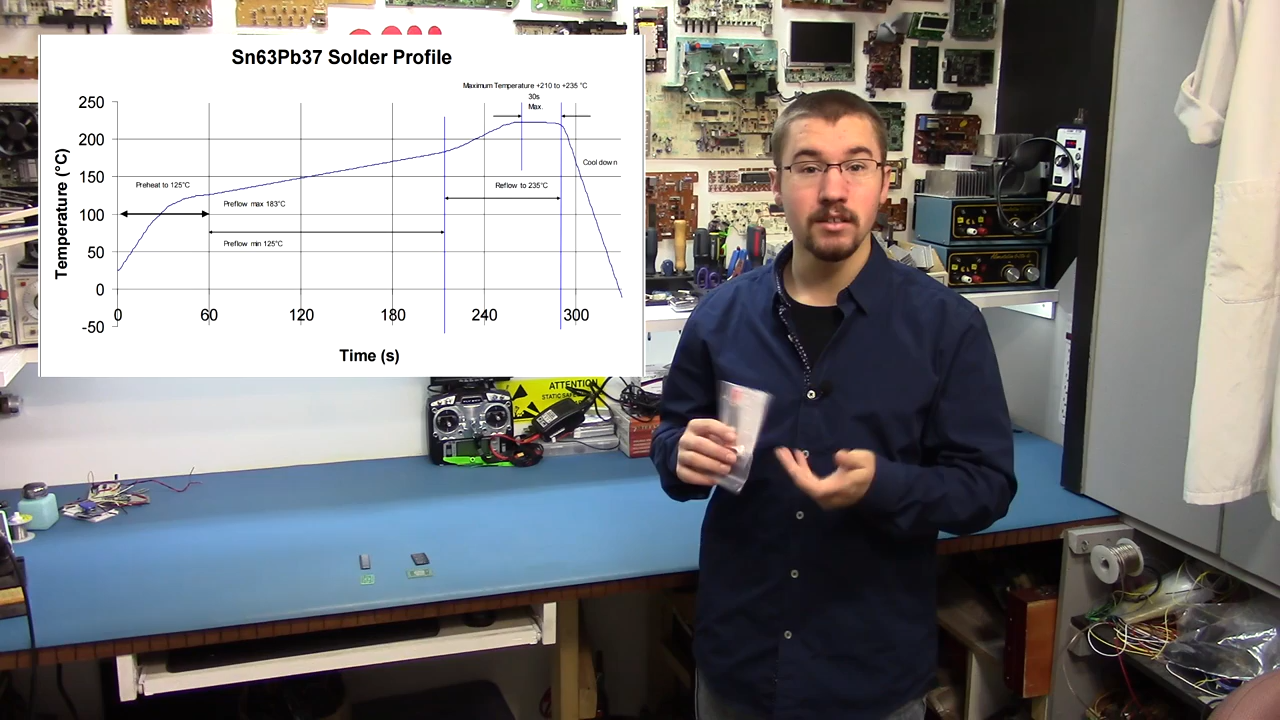 Sn63Pb37 Solder Profile
Maximum Temperature +210 to +235 °C
30s
Max.
250
200
150
100
50
0
-50
Temperature (°C)
Preheat to 125°C
Preflow max 183°C
Preflow min 125°C
Reflow to 235°C
Cool down
0 60 120 180 240 300
Time (s)
ATTENTION